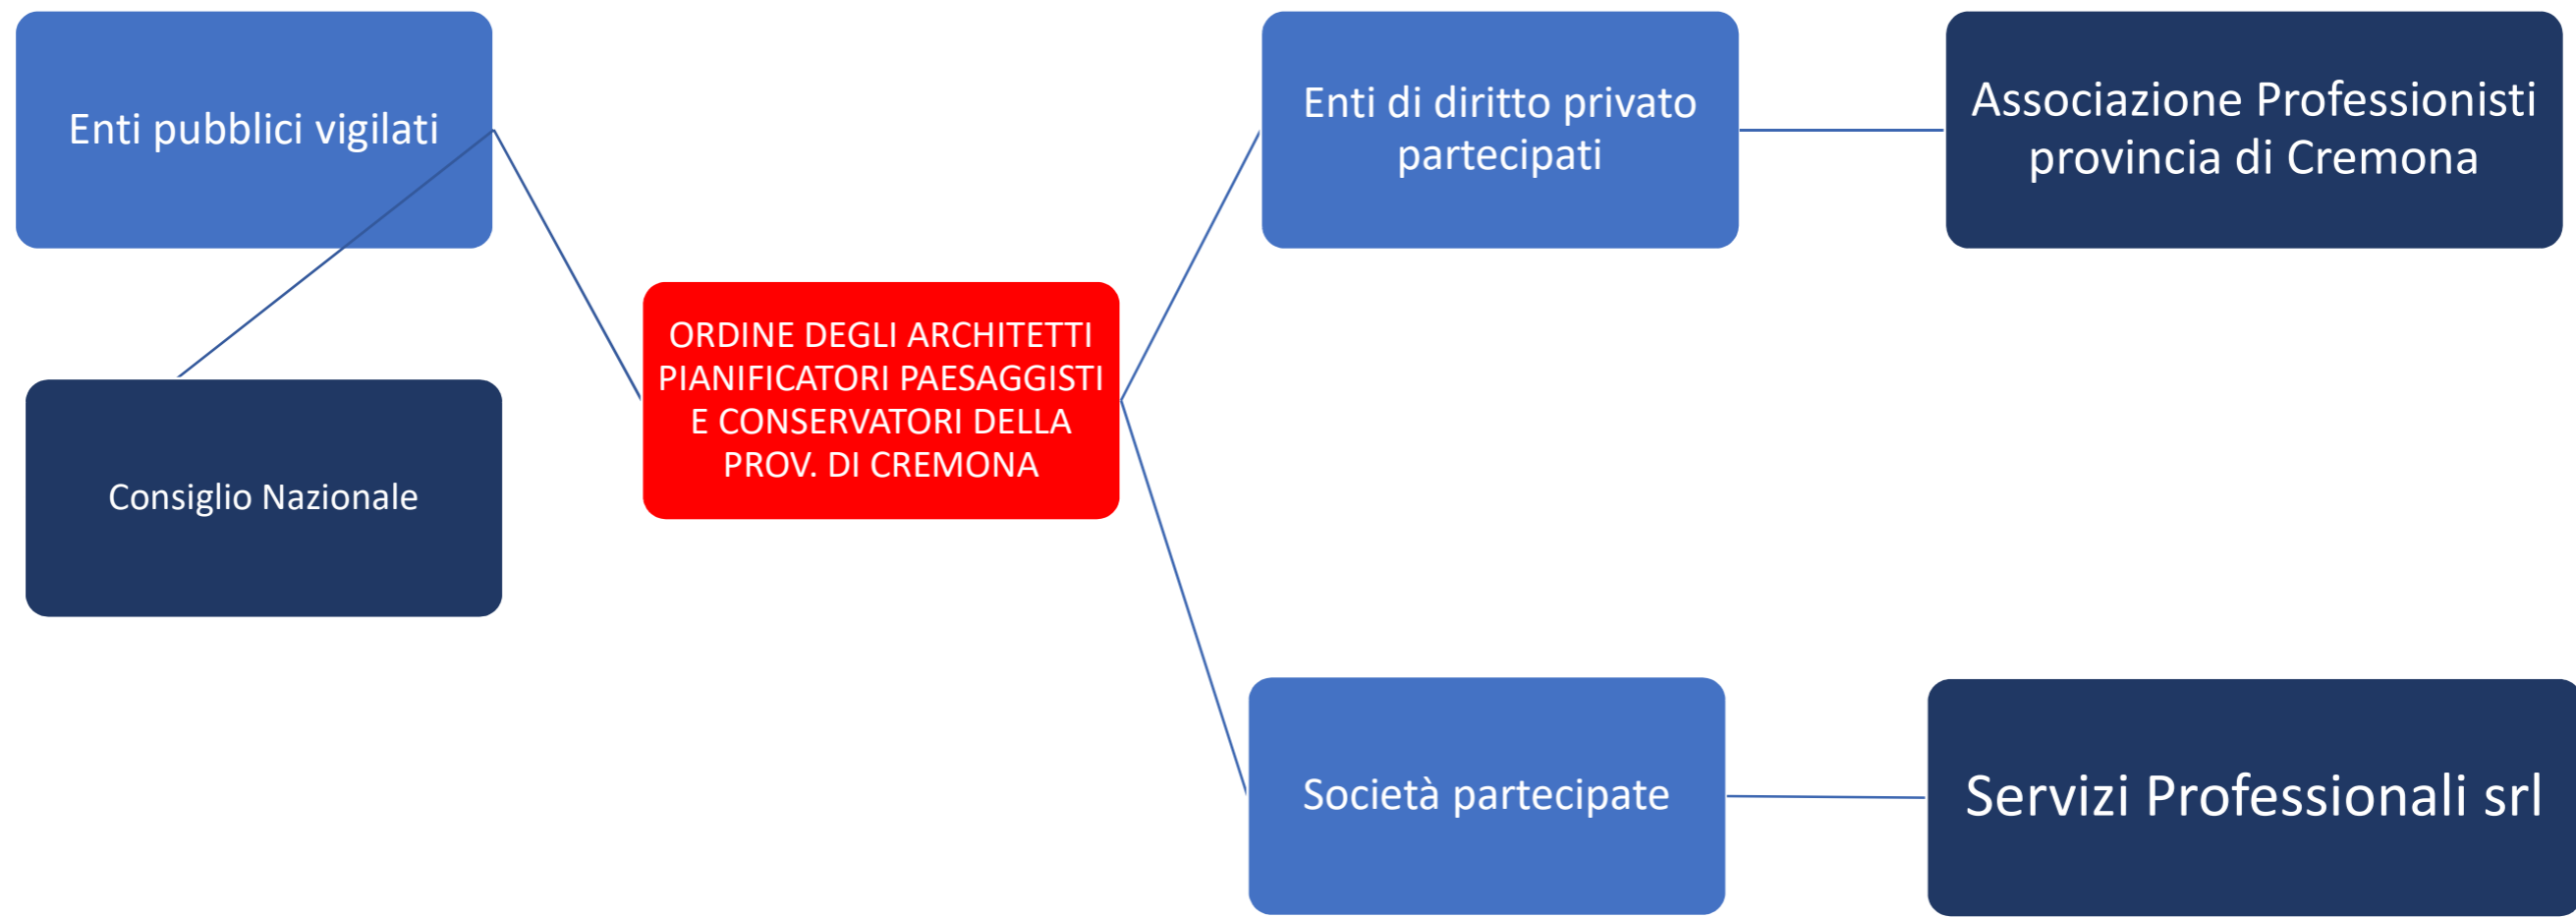 Enti pubblici vigilati
Enti di diritto privato
partecipati
Associazione Professionisti
provincia di Cremona
ORDINE DEGLI ARCHITETTI
PIANIFICATORI PAESAGGISTI
E CONSERVATORI DELLA
PROV. DI CREMONA
Consiglio Nazionale
Società partecipate
Servizi Professionali srl